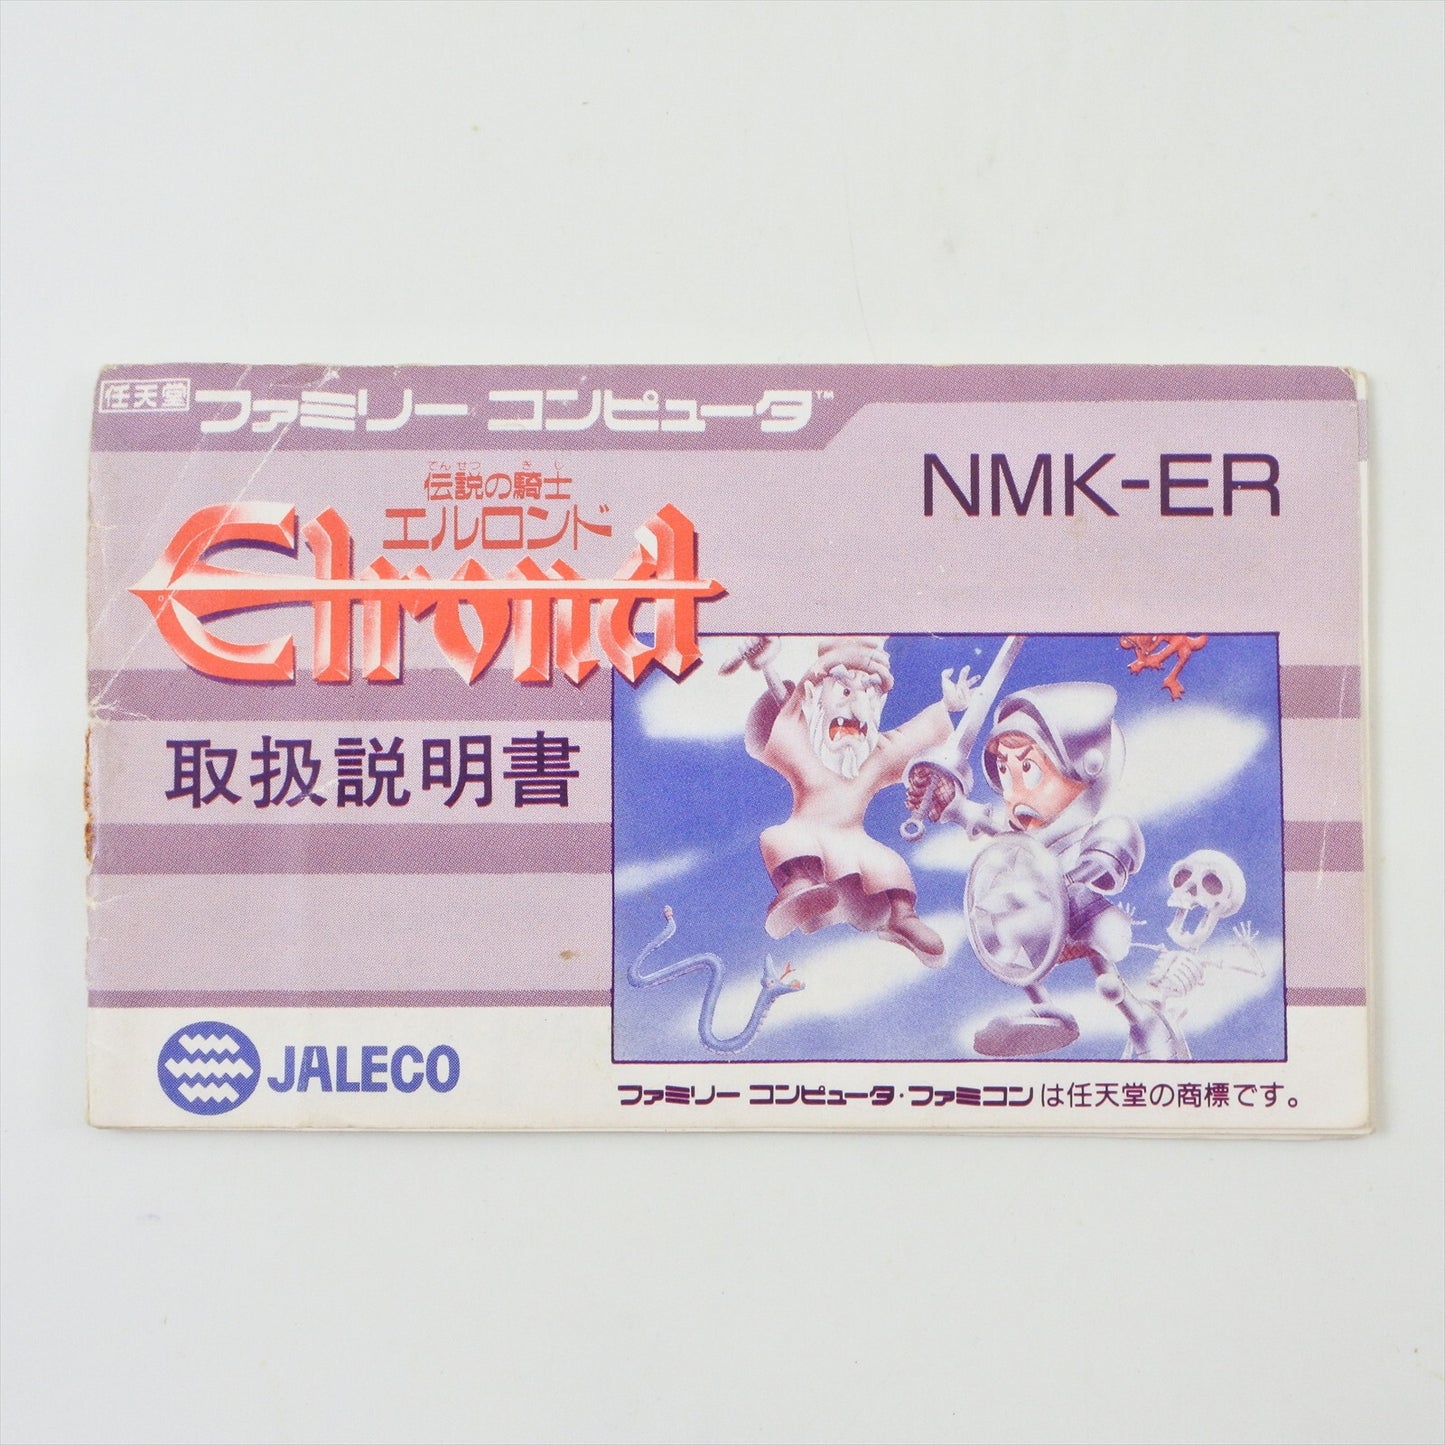 任天堂 ファミリー コンピュータ™
NMK-ER
でんせつ きし
伝説の騎士
エルロンド
Elrond
取扱説明書
JALECO
ファミリー コンピュータ・ファミコンは任天堂の商標です。